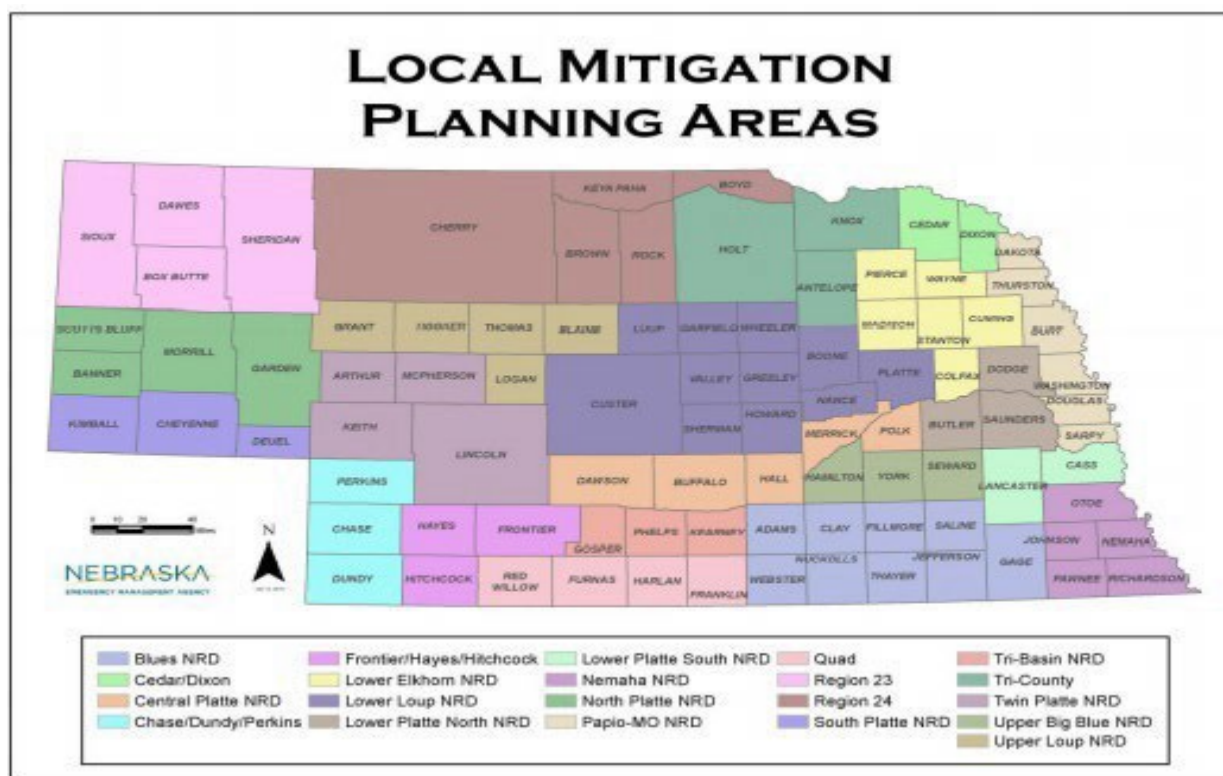 LOCAL MITIGATION
PLANNING AREAS
BOYD
KEYA PAHA
DAWES
KNOX
CEDAR
SIOUX
SHERIDAN
CHERRY
DIXON
HOLT
BROWN
ROCK
DAKOTA
BOX BUTTE
PIERCE
WAYNE
THURSTON
ANTELOPE
SCOTTS BLUFF
GRANT
HOOKER
THOMAS
BLAINE
LOUP
GARFIELD
WHEELER
MADISON
CUMING
BURT
STANTON
MORRILL
BOONE
BANNER
GARDEN
ARTHUR
MCPHERSON
LOGAN
VALLEY
GREELEY
PLATTE
COLFAX
DODGE
WASHINGTON
CUSTER
NANCE
DOUGLAS
KIMBALL
CHEYENNE
DEUEL
KEITH
SHERMAN
HOWARD
MERRICK
POLK
BUTLER
SAUNDERS
SARPY
LINCOLN
PERKINS
DAWSON
BUFFALO
HALL
HAMILTON
YORK
SEWARD
CASS
LANCASTER
OTOE
CHASE
HAYES
FRONTIER
GOSPER
PHELPS
KEARNEY
ADAMS
CLAY
FILLMORE
SALINE
JOHNSON
NEMAHA
NUCKOLLS
JEFFERSON
GAGE
DUNDY
HITCHCOCK
RED
WILLOW
FURNAS
HARLAN
FRANKLIN
WEBSTER
THAYER
PAWNEE
RICHARDSON
0 10 20 40
Miles
N
NEBRASKA
EMERGENCY MANAGEMENT AGENCY
Blues NRD
Cedar/Dixon
Central Platte NRD
Chase/Dundy/Perkins
Frontier/Hayes/Hitchcock
Lower Elkhorn NRD
Lower Loup NRD
Lower Platte North NRD
Lower Platte South NRD
Nemaha NRD
North Platte NRD
Papio-MO NRD
Quad
Region 23
Region 24
South Platte NRD
Tri-Basin NRD
Tri-County
Twin Platte NRD
Upper Big Blue NRD
Upper Loup NRD